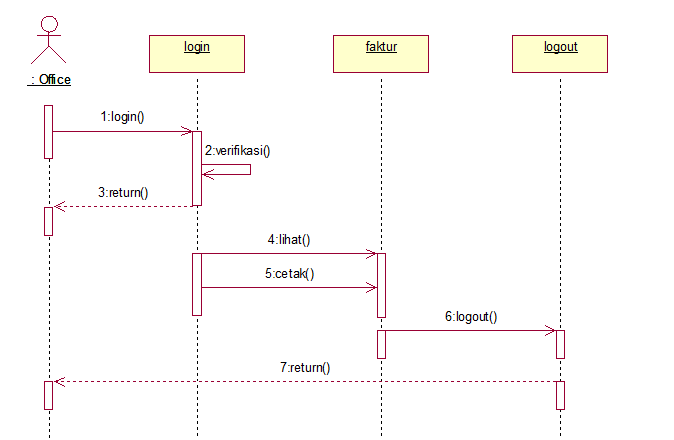 login
faktur
logout
: Office
1:login()
2:verifikasi()
3:return()
4:lihat()
5:cetak()
6:logout()
7:return()